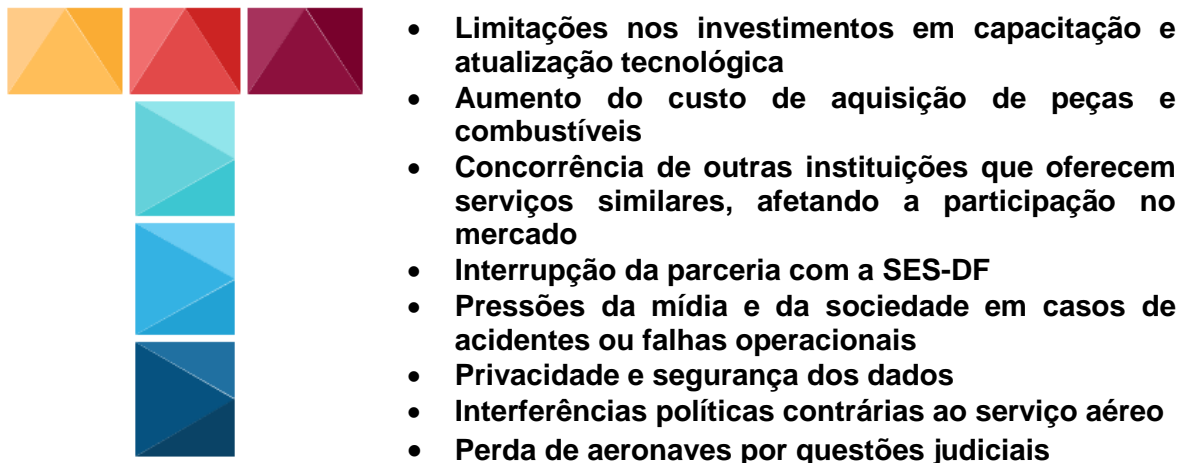 • Limitações nos investimentos em capacitação e
atualização tecnológica
• Aumento do custo de aquisição de peças e
combustíveis
• Concorrência de outras instituições que oferecem
serviços similares, afetando a participação no
mercado
• Interrupção da parceria com a SES-DF
• Pressões da mídia e da sociedade em casos de
acidentes ou falhas operacionais
• Privacidade e segurança dos dados
• Interferências políticas contrárias ao serviço aéreo
• Perda de aeronaves por questões judiciais